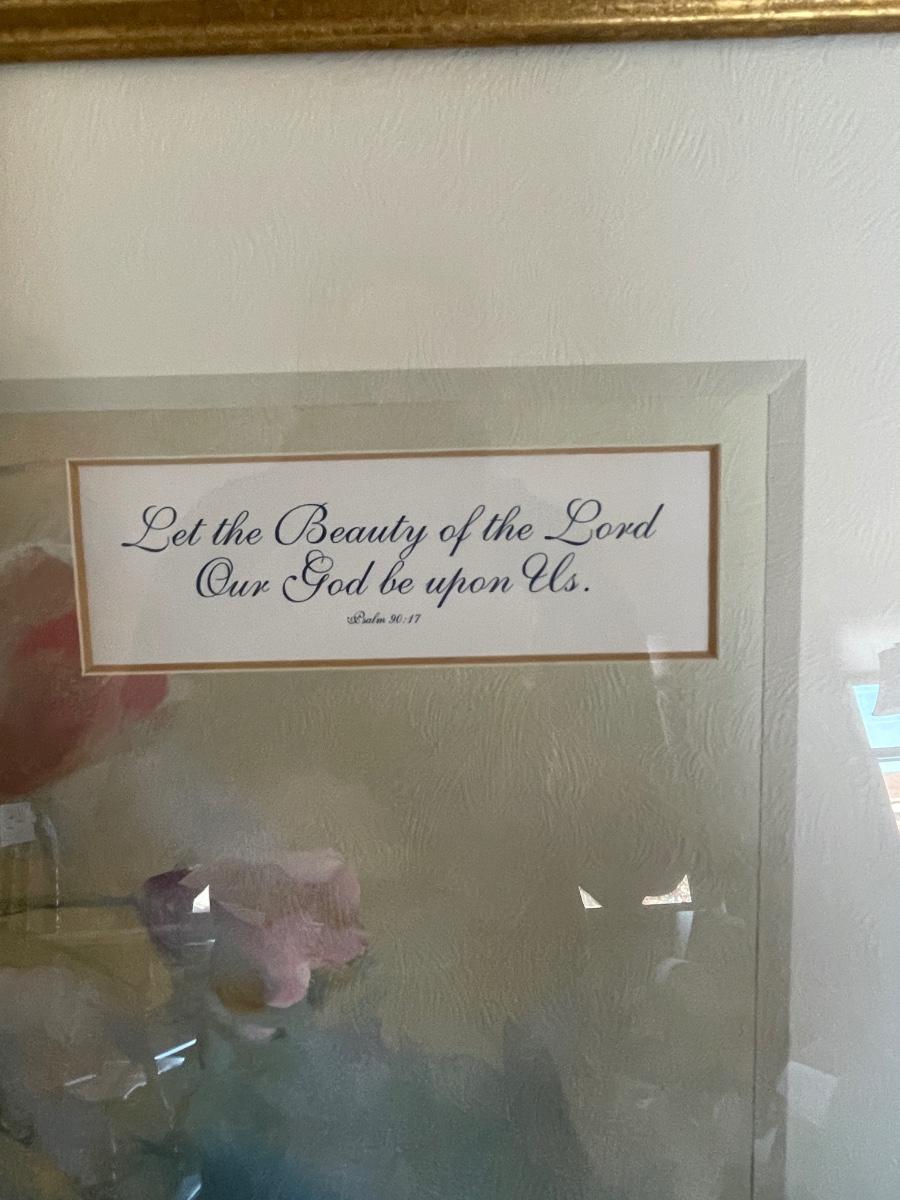 Let the Beauty of the Lord
Our God be upon Us.
Psalm 90:17